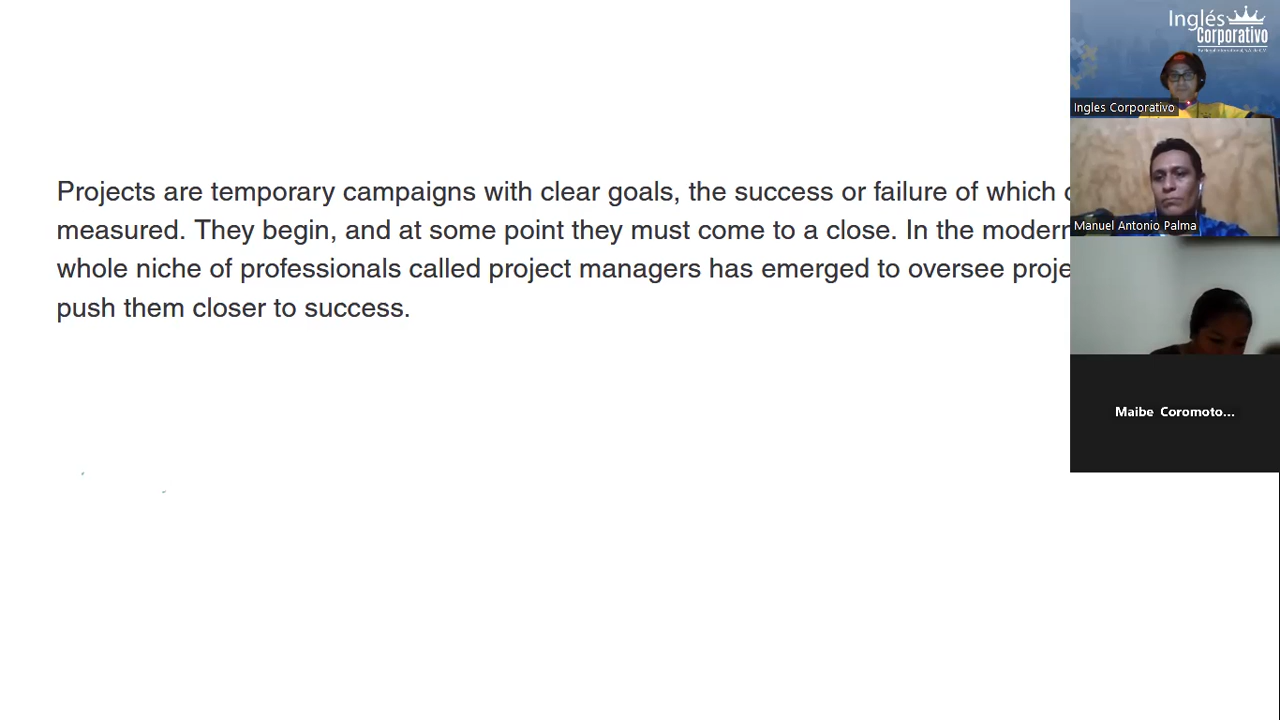 Projects are temporary campaigns with clear goals, the success or failure of which
measured. They begin, and at some point they must come to a close. In the modern
whole niche of professionals called project managers has emerged to oversee proje
push them closer to success.
Inglés
Corporativo
Ingles Corporativo
Manuel Antonio Palma
Maibe Coromoto...